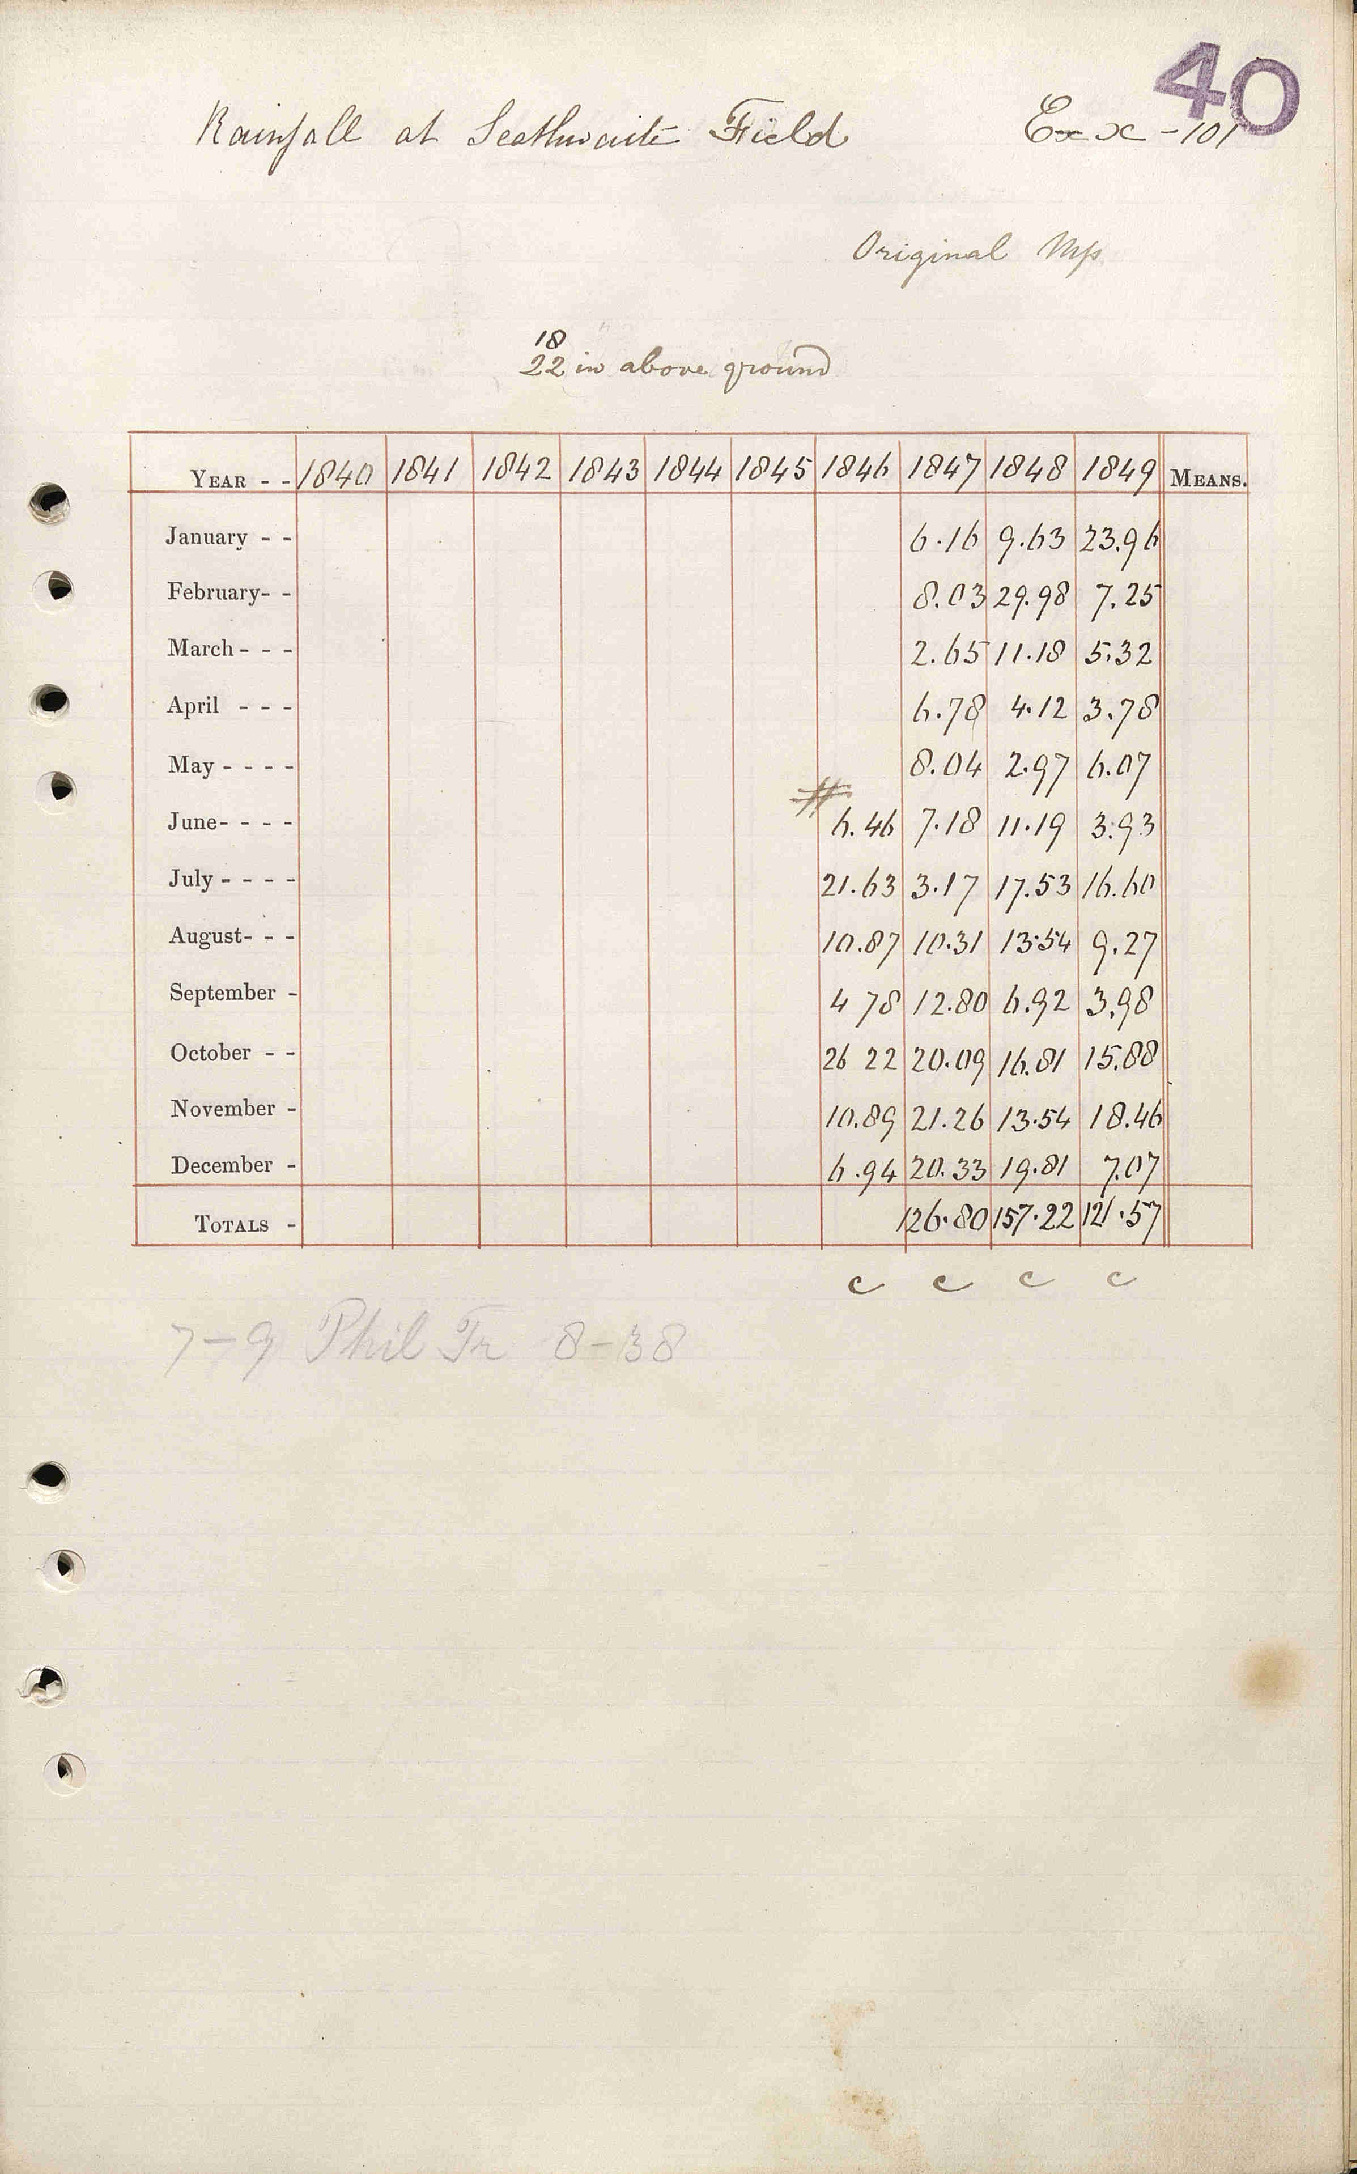 40
Rainfall at Seathwaite Field Ex x - 101
Original Mss
18
22 in above ground
YEAR - - 1840 1841 1842 1843 1844 1845 1846 1847 1848 1849 MEANS.
January - - 6.16 9.63 23.96
February- - 8.03 29.98 7.25
March - - - 2.65 11.18 5.32
April - - - 6.78 4.12 3.78
May - - - - 8.04 2.97 6.07
#
June- - - - 6.46 7.18 11.19 3.93
July - - - - 21.63 3.17 17.53 16.60
August- - - 10.87 10.31 13.54 9.27
September - 4 78 12.80 6.92 3.98
October - - 26 22 20.09 16.81 15.88
November - 10.89 21.26 13.54 18.46
December - 6.94 20.33 19.81 7.07
TOTALS - 126.80 157.22 121.57
c c c c
7-9 Phil Tr 8-38